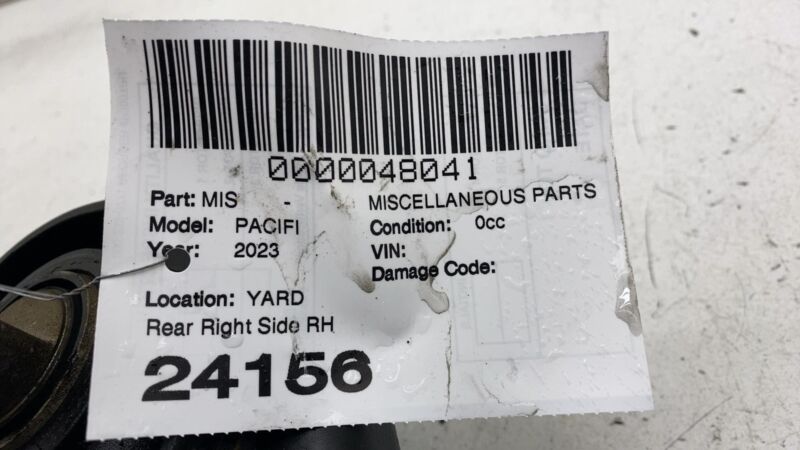 0000048041
Part: MIS - MISCELLANEOUS PARTS
Model: PACIFI Condition: 0cc
Year: 2023 VIN:
Damage Code:
Location: YARD
Rear Right Side RH
24156